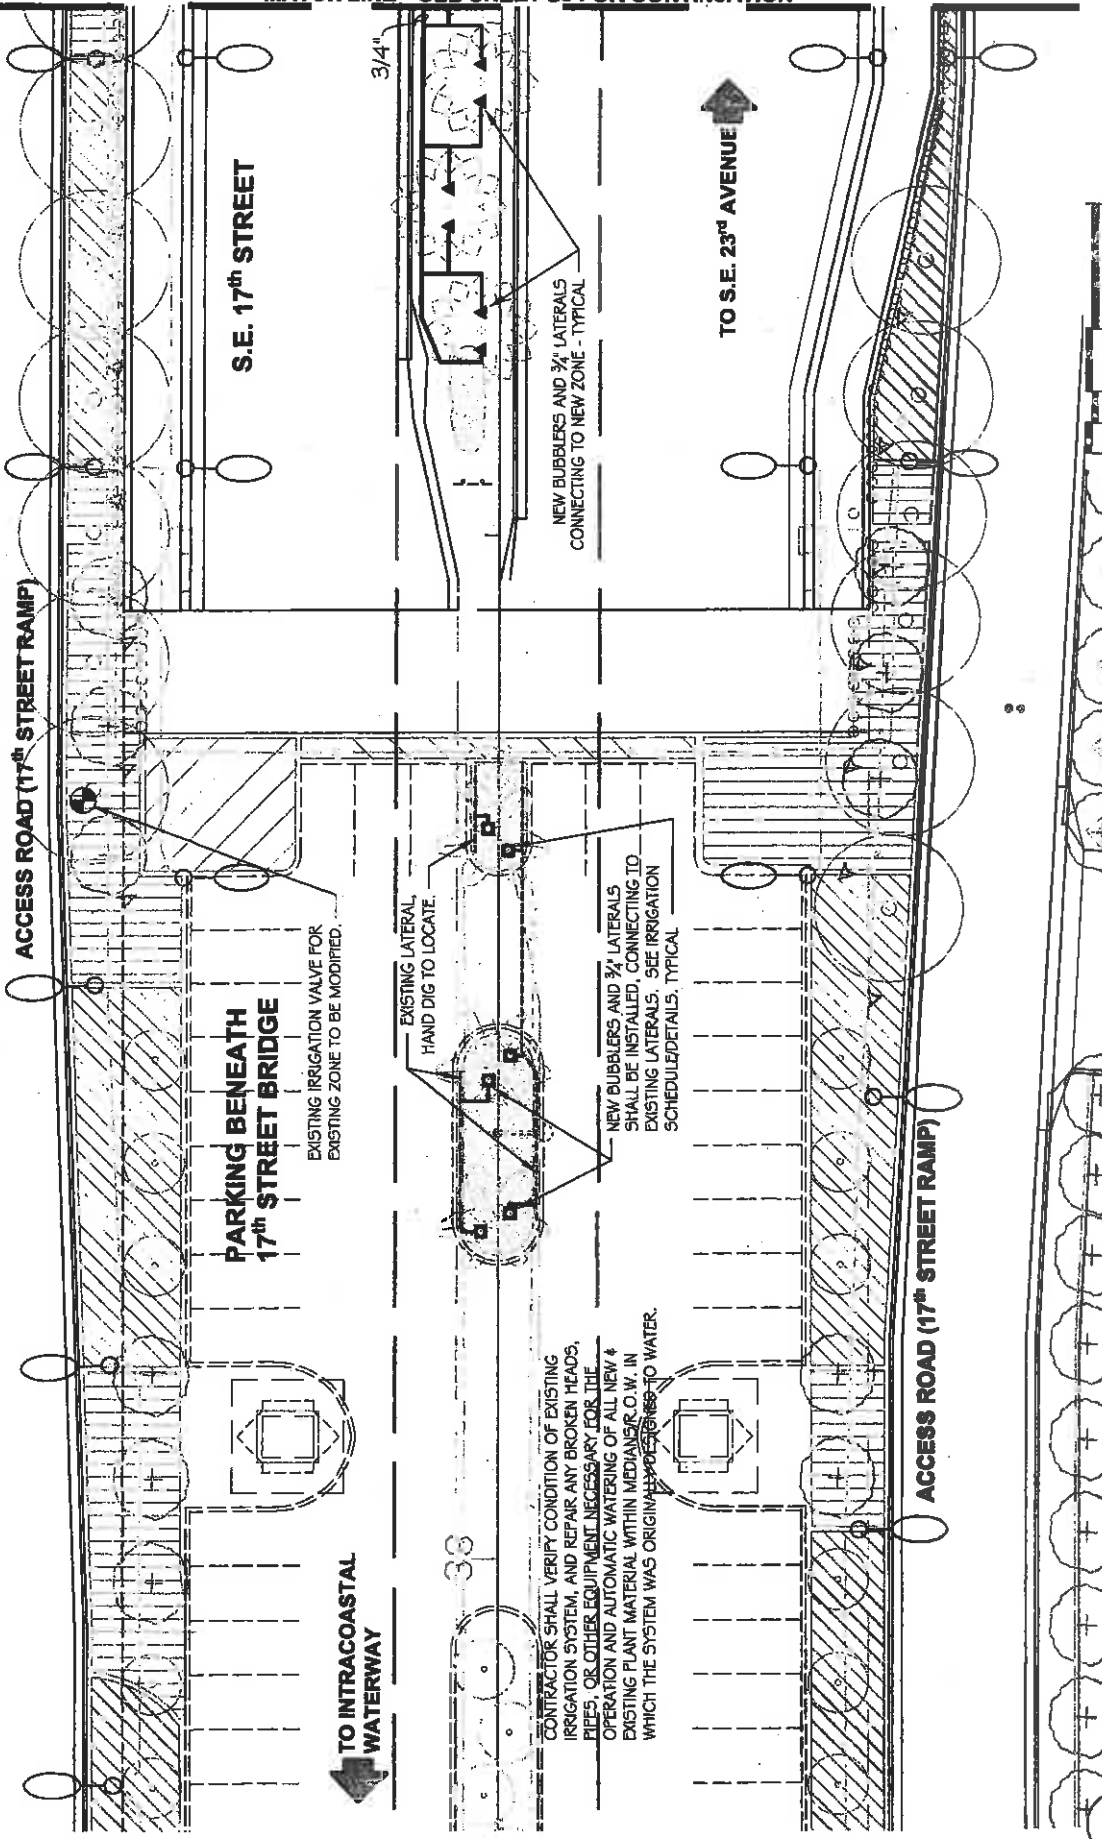 3/4"
S.E. 17th STREET
TO S.E. 23rd AVENUE
NEW BUBBLERS AND ¾" LATERALS
CONNECTING TO NEW ZONE - TYPICAL
ACCESS ROAD (17th STREET RAMP)
EXISTING IRRIGATION VALVE FOR
EXISTING ZONE TO BE MODIFIED.
EXISTING LATERAL,
HAND DIG TO LOCATE.
NEW BUBBLERS AND ¾" LATERALS
SHALL BE INSTALLED, CONNECTING TO
EXISTING LATERALS. SEE IRRIGATION
SCHEDULE/DETAILS. TYPICAL
PARKING BENEATH
17th STREET BRIDGE
ACCESS ROAD (17th STREET RAMP)
CONTRACTOR SHALL VERIFY CONDITION OF EXISTING
IRRIGATION SYSTEM, AND REPAIR ANY BROKEN HEADS,
PIPES, OR OTHER EQUIPMENT NECESSARY FOR THE
OPERATION AND AUTOMATIC WATERING OF ALL NEW &
EXISTING PLANT MATERIAL WITHIN MEDIANS/R.O.W. IN
WHICH THE SYSTEM WAS ORIGINALLY DESIGNED TO WATER.
38
TO INTRACOASTAL
WATERWAY